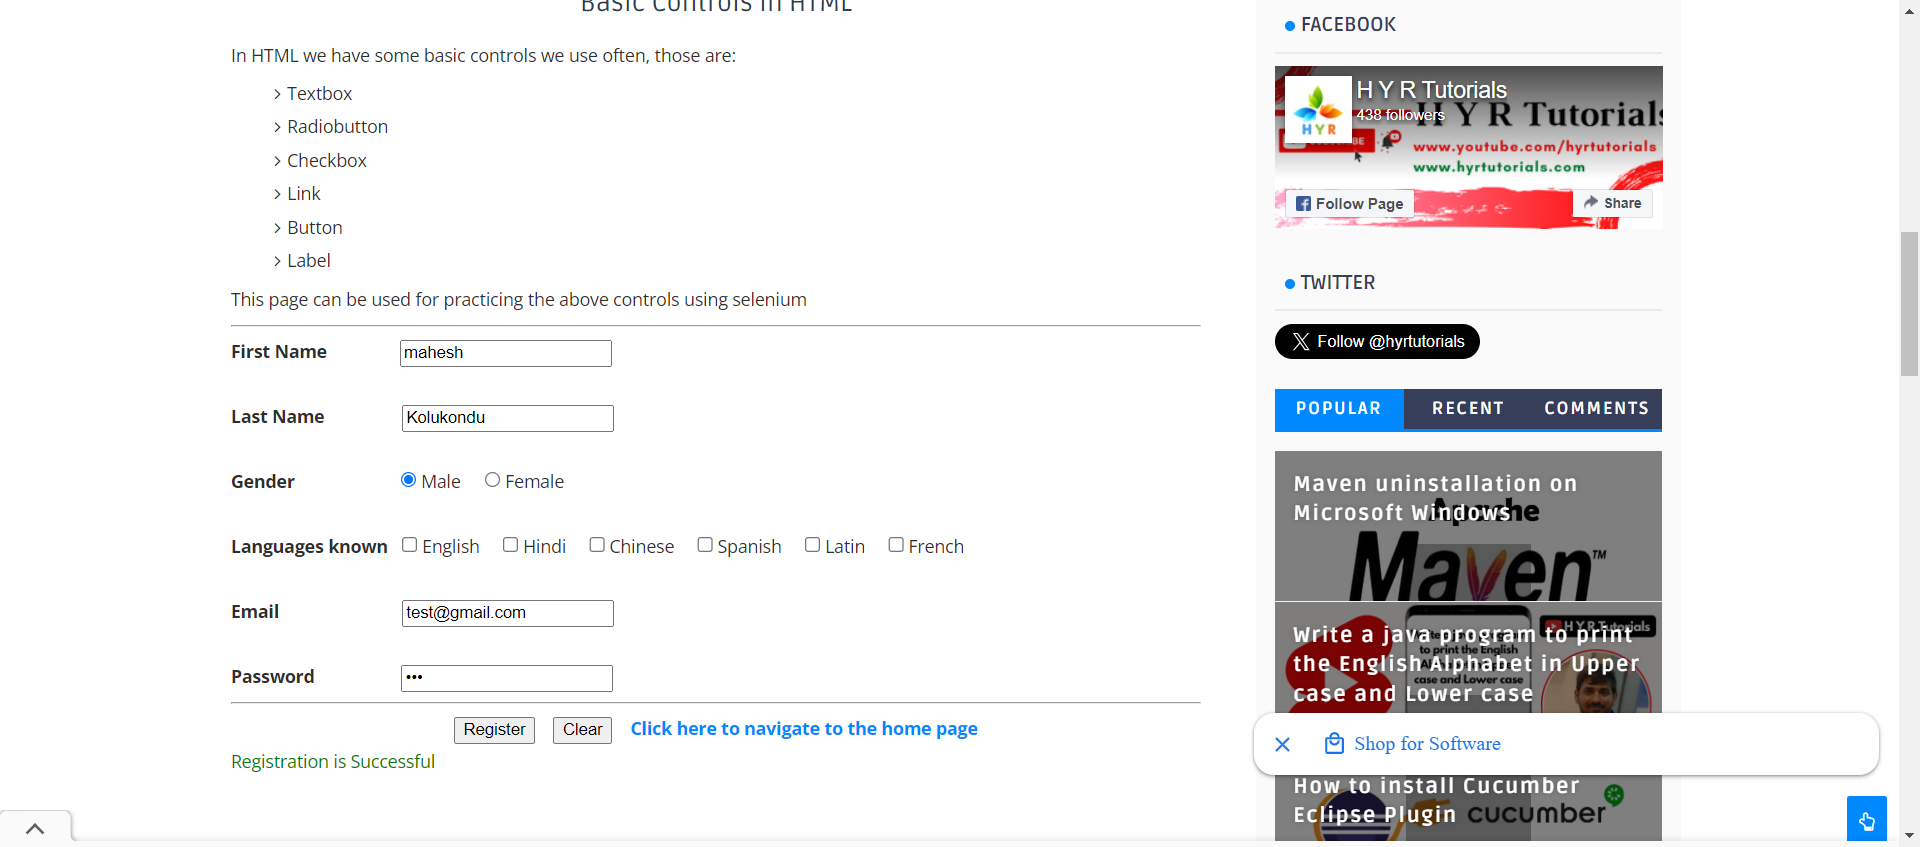 Basic Controls in HTML
In HTML we have some basic controls we use often, those are:
Textbox
Radiobutton
Checkbox
Link
Button
Label
This page can be used for practicing the above controls using selenium
First Name mahesh
Last Name Kolukondu
Gender Male Female
Languages known English Hindi Chinese Spanish Latin French
Email test@gmail.com
Password •••
Register Clear Click here to navigate to the home page
Registration is Successful
FACEBOOK
H Y R Tutorials
438 followers
H Y R Tutorials
HYR
www.youtube.com/hyrtutorials
www.hyrtutorials.com
Follow Page Share
TWITTER
Follow @hyrtutorials
POPULAR RECENT COMMENTS
Maven uninstallation on
Microsoft Windows
Apache
Maven™
Write a java program to print
the English Alphabet in Upper
case and Lower case
H Y R Tutorials
to print the English
case and Lower case
Shop for Software
How to install Cucumber
Eclipse Plugin
cucumber